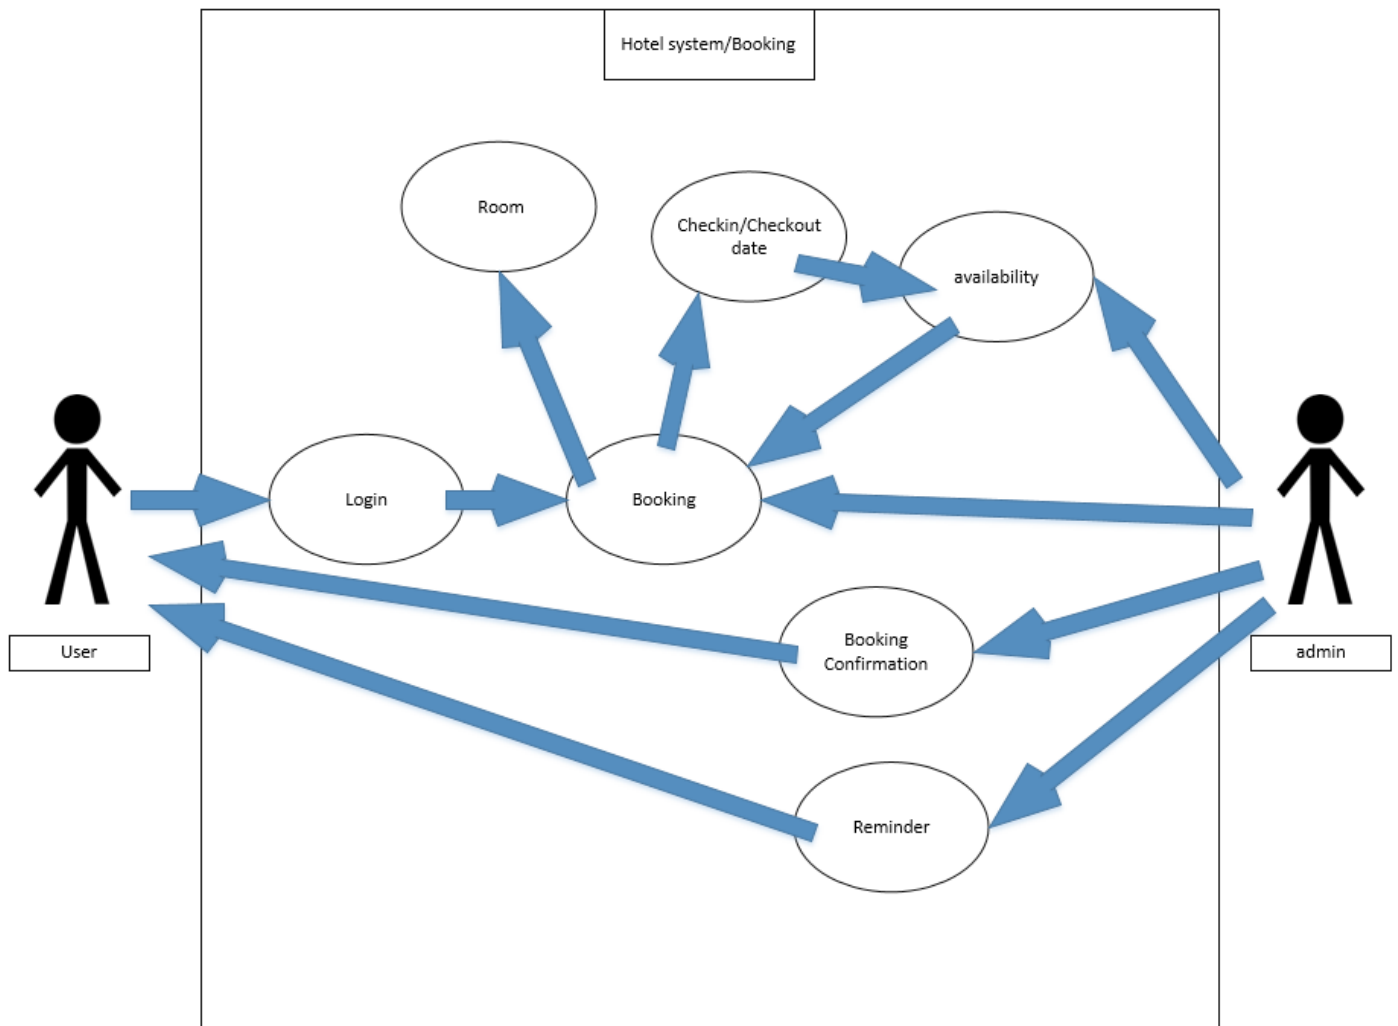 Hotel system/Booking
Room
Checkin/Checkout
date
availability
Login
Booking
User
Booking
Confirmation
admin
Reminder